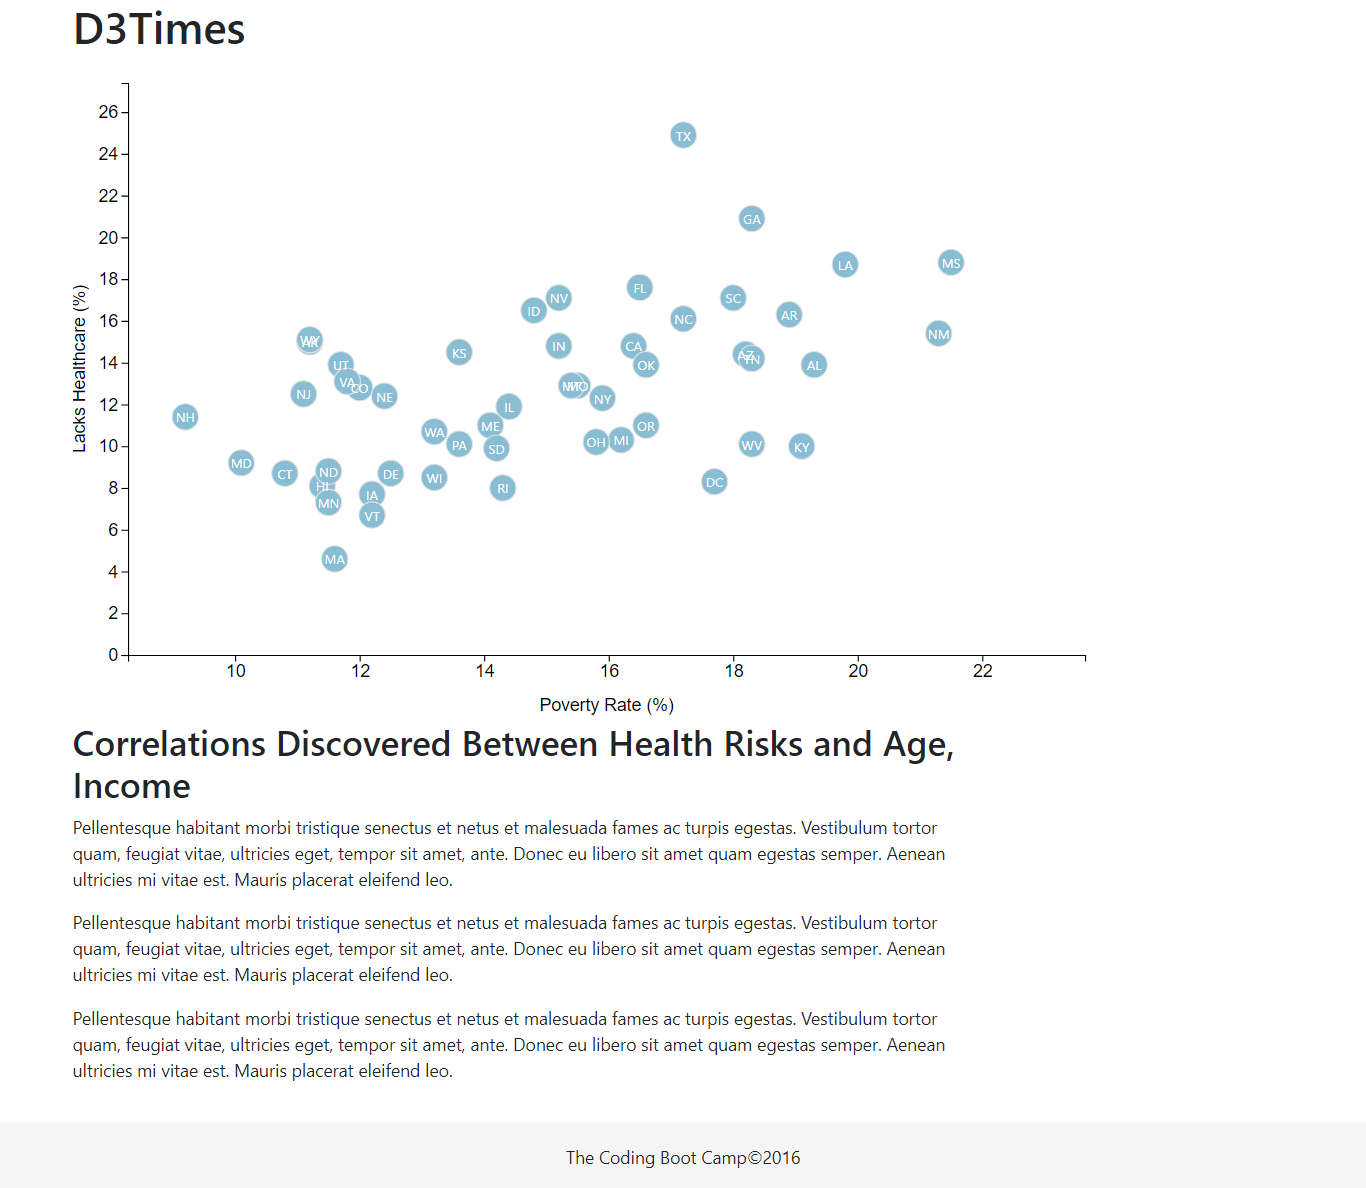 D3Times
26
24
TX
22
GA
20
LA
MS
18
FL
NV
SC
ID
AR
16
NC
NM
WY
IN
CA
KS
AZ
14
UT
OK
AL
VA
CO
MO
NJ
NE
NY
12
IL
NH
ME
OR
WA
OH
MI
PA
WV
KY
10
SD
MD
ND
CT
DE
WI
DC
8
HI
RI
IA
MN
VT
6
MA
4
2
0
Lacks Healthcare (%)
10 12 14 16 18 20 22
Poverty Rate (%)
Correlations Discovered Between Health Risks and Age,
Income
Pellentesque habitant morbi tristique senectus et netus et malesuada fames ac turpis egestas. Vestibulum tortor
quam, feugiat vitae, ultricies eget, tempor sit amet, ante. Donec eu libero sit amet quam egestas semper. Aenean
ultricies mi vitae est. Mauris placerat eleifend leo.
Pellentesque habitant morbi tristique senectus et netus et malesuada fames ac turpis egestas. Vestibulum tortor
quam, feugiat vitae, ultricies eget, tempor sit amet, ante. Donec eu libero sit amet quam egestas semper. Aenean
ultricies mi vitae est. Mauris placerat eleifend leo.
Pellentesque habitant morbi tristique senectus et netus et malesuada fames ac turpis egestas. Vestibulum tortor
quam, feugiat vitae, ultricies eget, tempor sit amet, ante. Donec eu libero sit amet quam egestas semper. Aenean
ultricies mi vitae est. Mauris placerat eleifend leo.
The Coding Boot Camp©2016